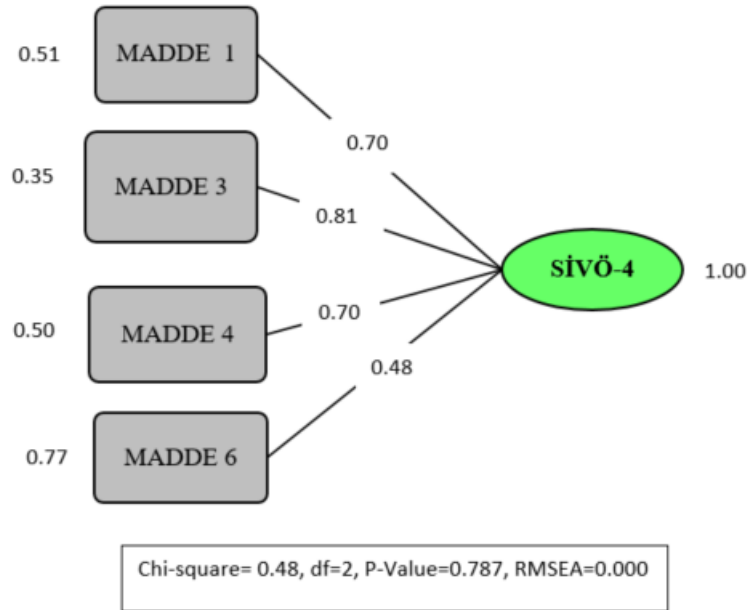 0.51
MADDE 1
0.70
0.35
MADDE 3
0.81
SİVÖ-4
1.00
0.50
MADDE 4
0.70
0.48
0.77
MADDE 6
Chi-square= 0.48, df=2, P-Value=0.787, RMSEA=0.000